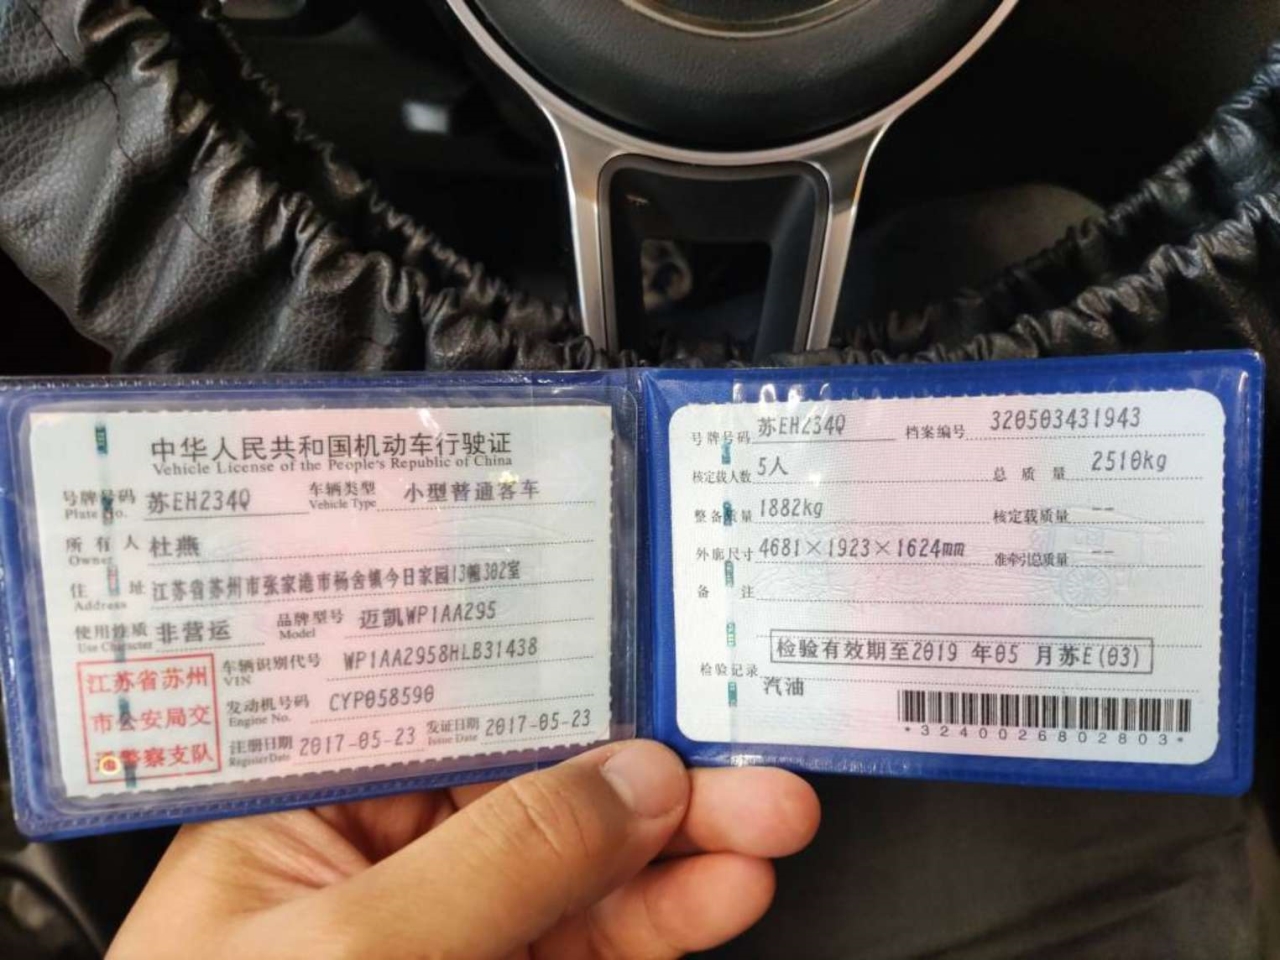 中华人民共和国机动车行驶证
Vehicle License of the People's Republic of China
号牌号码 苏EH234Q 车辆类型 小型普通客车
Plate No. Vehicle Type
所有人 杜燕
Owner
住址 江苏省苏州市张家港市杨舍镇今日家园13幢302室
Address
使用性质 非营运 品牌型号 迈凯WP1AA295
Use Character Model
车辆识别代号 WP1AA2958HLB31438
VIN
发动机号码 CYP058590
Engine No.
注册日期 2017-05-23 发证日期 2017-05-23
Register Date Issue Date
江苏省苏州
市公安局交
通警察支队
号牌号码 苏EH234Q 档案编号 320503431943
核定载人数 5人 总质量 2510kg
整备质量 1882kg 核定载质量 --
外廓尺寸 4681×1923×1624mm 准牵引总质量 --
备注
检验有效期至2019 年05 月苏E(03)
检验记录
汽油
*3240026802803*